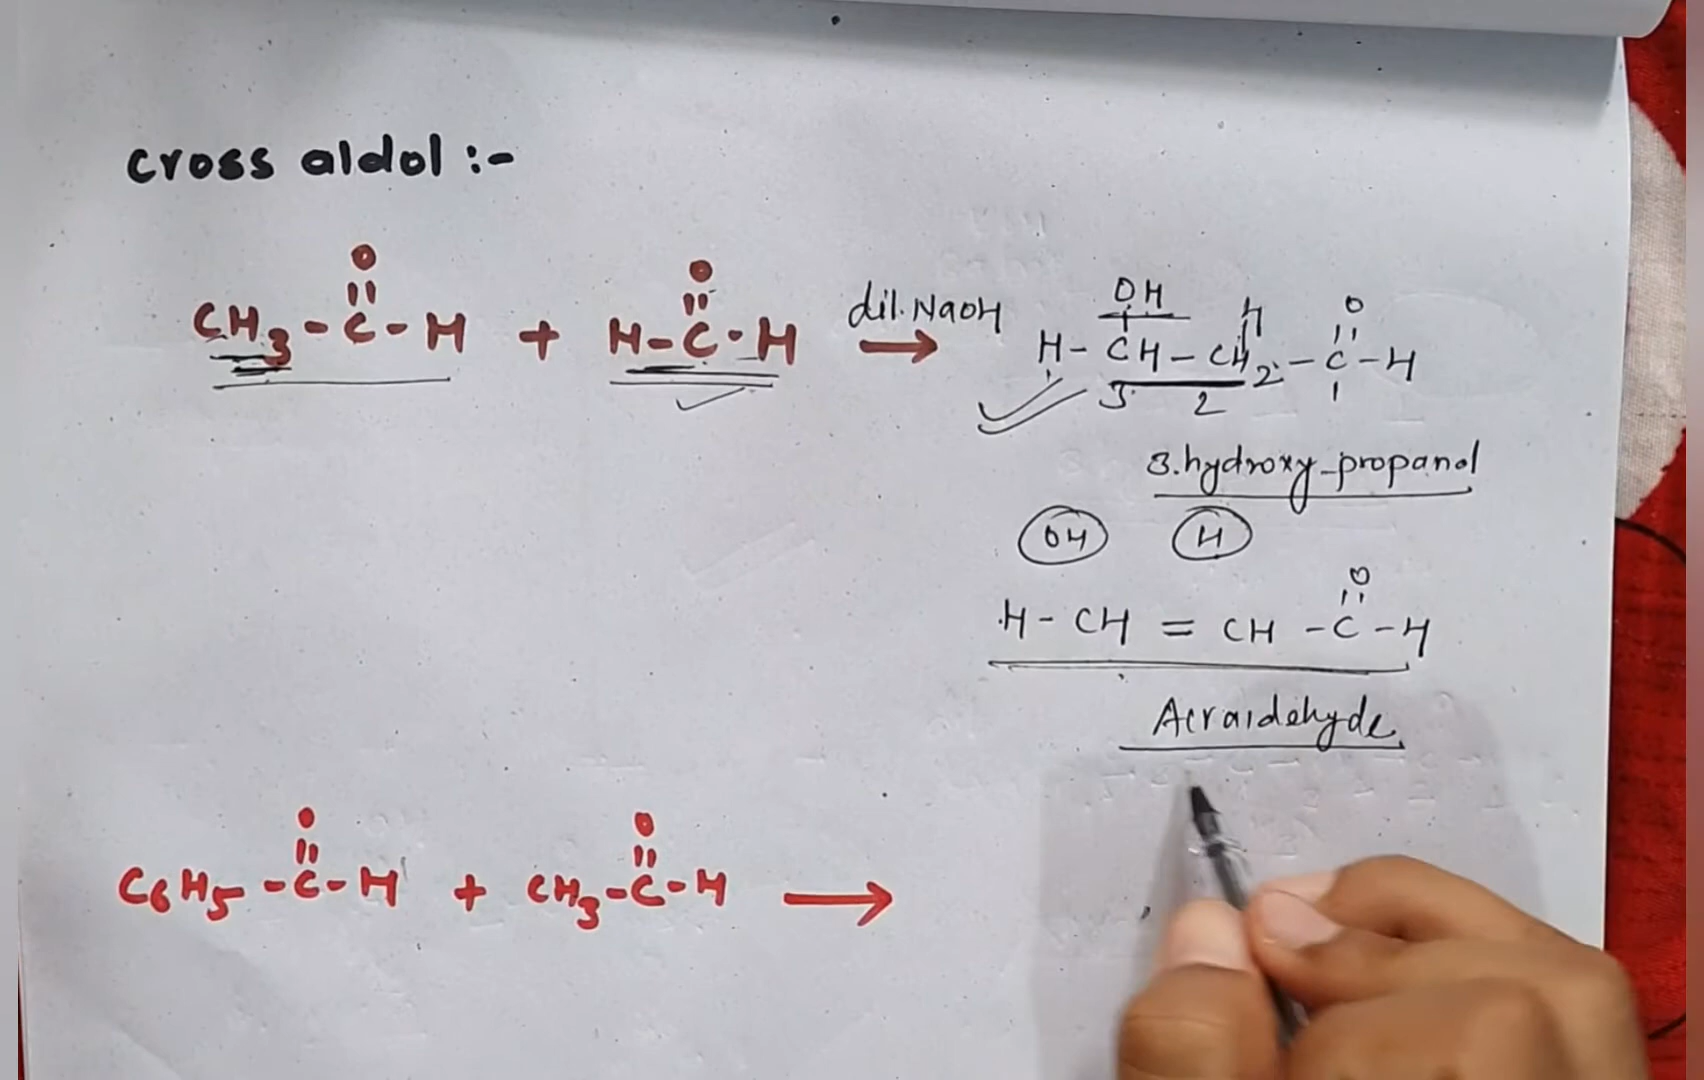 cross aldol :-
O O OH H O
CH3 - C - H + H - C - H dil. NaOH → H - CH - CH2 - C - H
3 2
3.hydroxy-propanal
OH H
O
H - CH = CH - C - H
Acraldehyde
O O
C6H5 - C - H + CH3 - C - H →